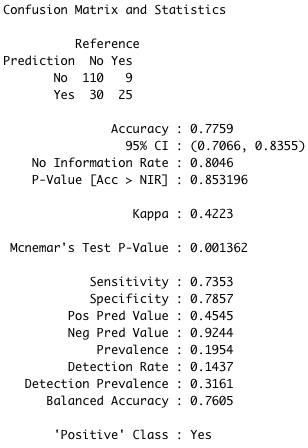 Confusion Matrix and Statistics
Reference
Prediction No Yes
No 110 9
Yes 30 25
Accuracy : 0.7759
95% CI : (0.7066, 0.8355)
No Information Rate : 0.8046
P-Value [Acc > NIR] : 0.853196
Kappa : 0.4223
Mcnemar's Test P-Value : 0.001362
Sensitivity : 0.7353
Specificity : 0.7857
Pos Pred Value : 0.4545
Neg Pred Value : 0.9244
Prevalence : 0.1954
Detection Rate : 0.1437
Detection Prevalence : 0.3161
Balanced Accuracy : 0.7605
'Positive' Class : Yes